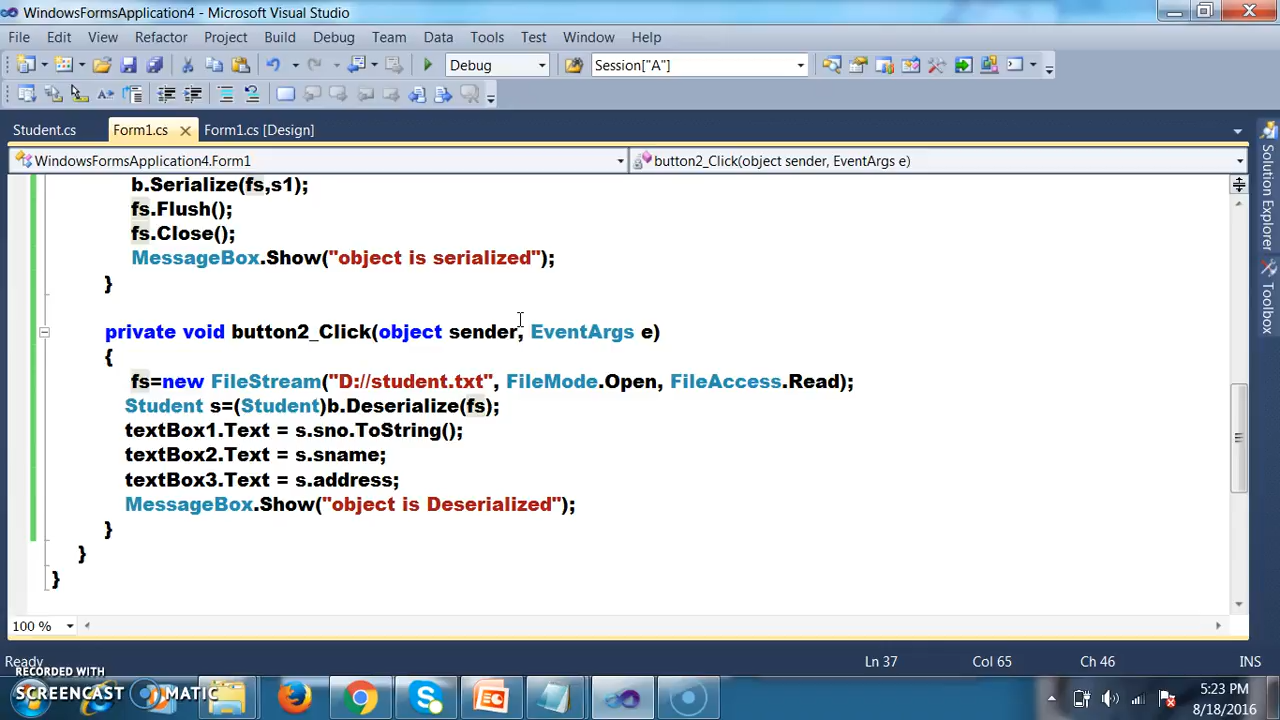 WindowsFormsApplication4 - Microsoft Visual Studio
File Edit View Refactor Project Build Debug Team Data Tools Test Window Help
Debug Session["A"]
Student.cs Form1.cs Form1.cs [Design]
WindowsFormsApplication4.Form1 button2_Click(object sender, EventArgs e)
b.Serialize(fs,s1);
fs.Flush();
fs.Close();
MessageBox.Show("object is serialized");
}
private void button2_Click(object sender, EventArgs e)
{
fs=new FileStream("D://student.txt", FileMode.Open, FileAccess.Read);
Student s=(Student)b.Deserialize(fs);
textBox1.Text = s.sno.ToString();
textBox2.Text = s.sname;
textBox3.Text = s.address;
MessageBox.Show("object is Deserialized");
}
}
}
Solution Explorer
Toolbox
100 %
Ready Ln 37 Col 65 Ch 46 INS
RECORDED WITH
SCREENCAST MATIC
5:23 PM
8/18/2016